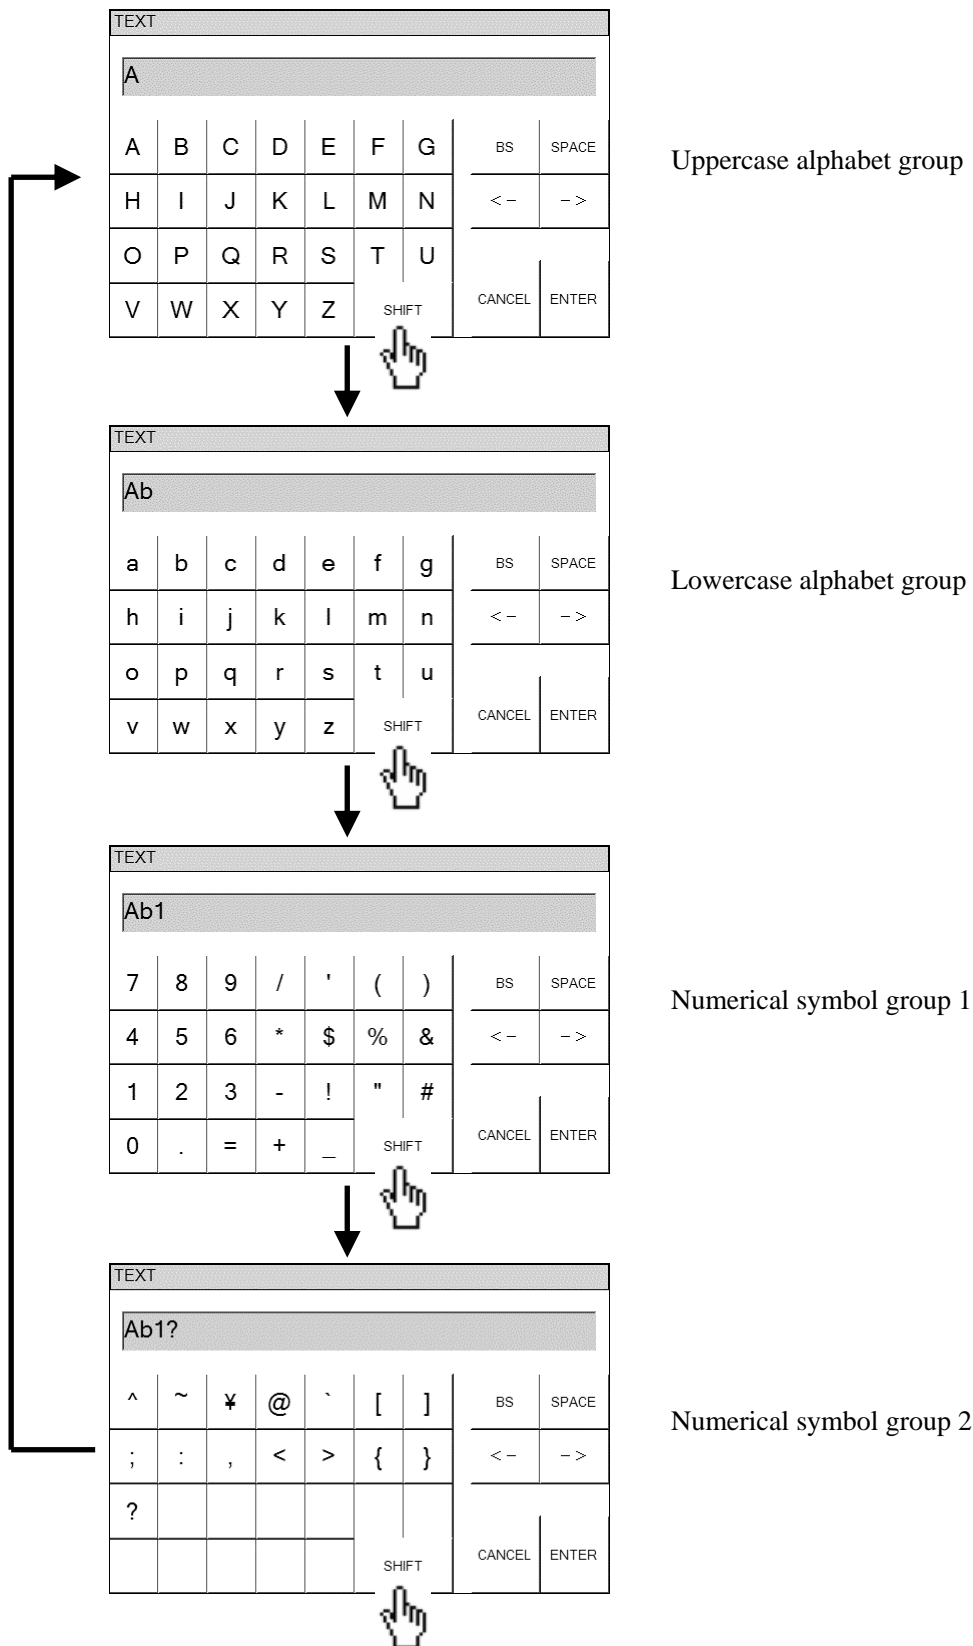 TEXT
A
A B C D E F G BS SPACE
Uppercase alphabet group
H I J K L M N <- ->
O P Q R S T U
V W X Y Z SHIFT CANCEL ENTER
TEXT
Ab
a b c d e f g BS SPACE
Lowercase alphabet group
h i j k l m n <- ->
o p q r s t u
v w x y z SHIFT CANCEL ENTER
TEXT
Ab1
7 8 9 / ' ( ) BS SPACE
Numerical symbol group 1
4 5 6 * $ % & <- ->
1 2 3 - ! " #
0 . = + _ SHIFT CANCEL ENTER
TEXT
Ab1?
^ ~ ¥ @ ` [ ] BS SPACE
Numerical symbol group 2
; : , < > { } <- ->
?
SHIFT CANCEL ENTER